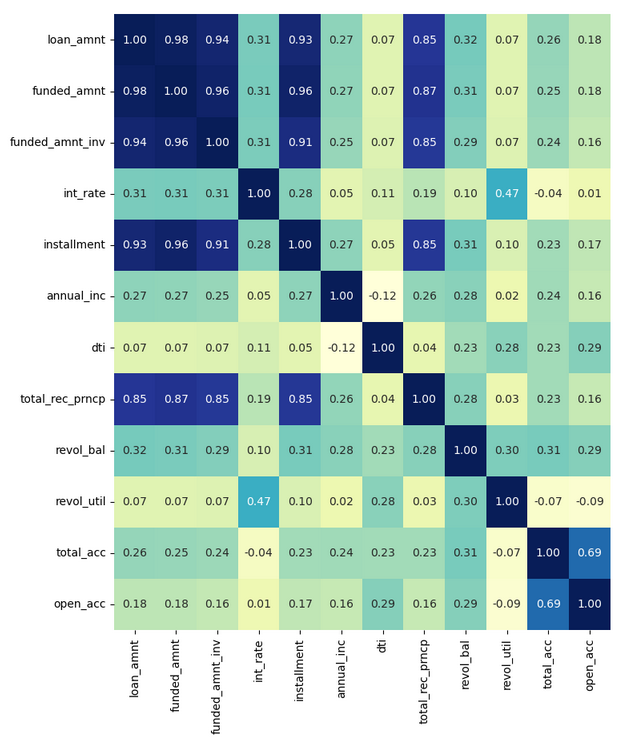 loan_amnt 1.00 0.98 0.94 0.31 0.93 0.27 0.07 0.85 0.32 0.07 0.26 0.18
funded_amnt 0.98 1.00 0.96 0.31 0.96 0.27 0.07 0.87 0.31 0.07 0.25 0.18
funded_amnt_inv 0.94 0.96 1.00 0.31 0.91 0.25 0.07 0.85 0.29 0.07 0.24 0.16
int_rate 0.31 0.31 0.31 1.00 0.28 0.05 0.11 0.19 0.10 0.47 -0.04 0.01
installment 0.93 0.96 0.91 0.28 1.00 0.27 0.05 0.85 0.31 0.10 0.23 0.17
annual_inc 0.27 0.27 0.25 0.05 0.27 1.00 -0.12 0.26 0.28 0.02 0.24 0.16
dti 0.07 0.07 0.07 0.11 0.05 -0.12 1.00 0.04 0.23 0.28 0.23 0.29
total_rec_prncp 0.85 0.87 0.85 0.19 0.85 0.26 0.04 1.00 0.28 0.03 0.23 0.16
revol_bal 0.32 0.31 0.29 0.10 0.31 0.28 0.23 0.28 1.00 0.30 0.31 0.29
revol_util 0.07 0.07 0.07 0.47 0.10 0.02 0.28 0.03 0.30 1.00 -0.07 -0.09
total_acc 0.26 0.25 0.24 -0.04 0.23 0.24 0.23 0.23 0.31 -0.07 1.00 0.69
open_acc 0.18 0.18 0.16 0.01 0.17 0.16 0.29 0.16 0.29 -0.09 0.69 1.00
loan_amnt
funded_amnt
funded_amnt_inv
int_rate
installment
annual_inc
dti
total_rec_prncp
revol_bal
revol_util
total_acc
open_acc